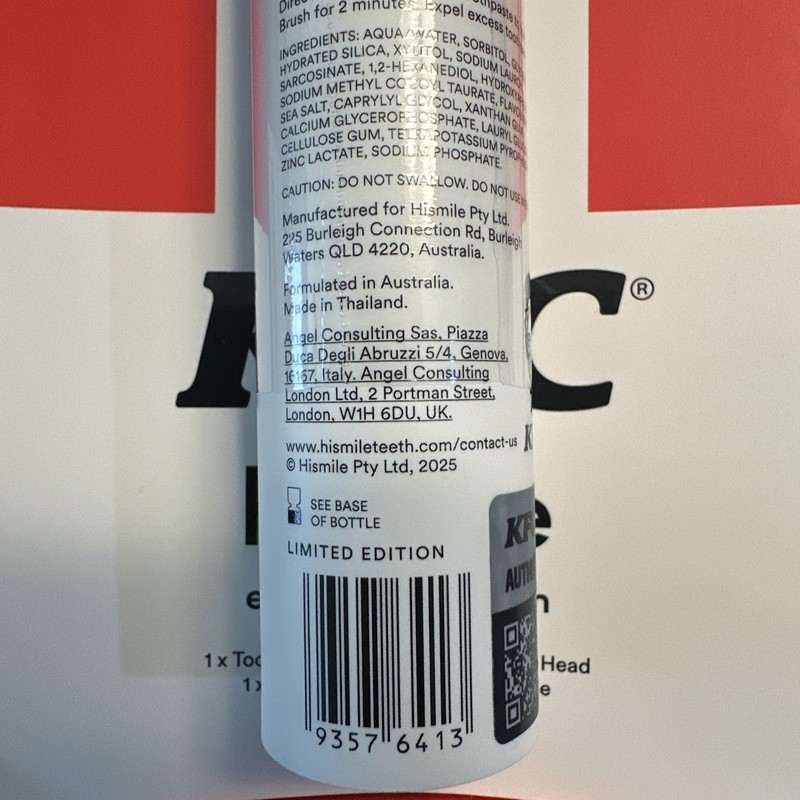 Brush for 2 minutes. Expel excess
INGREDIENTS: AQUA/WATER, SORBITOL,
HYDRATED SILICA, XYLITOL, SODIUM
SARCOSINATE, 1,2-HEXANEDIOL,
SODIUM METHYL COCOYL TAURATE,
SEA SALT, CAPRYLYL GLYCOL, XANTHAN
CALCIUM GLYCEROPHOSPHATE, LAURYL
CELLULOSE GUM, TETRAPOTASSIUM
ZINC LACTATE, SODIUM PHOSPHATE.
CAUTION: DO NOT SWALLOW. DO NOT USE
Manufactured for Hismile Pty Ltd.
225 Burleigh Connection Rd, Burleigh
Waters QLD 4220, Australia.
Formulated in Australia.
Made in Thailand.
Angel Consulting Sas, Piazza
Duca Degli Abruzzi 5/4, Genova,
16167, Italy. Angel Consulting
London Ltd, 2 Portman Street,
London, W1H 6DU, UK.
www.hismileteeth.com/contact-us
© Hismile Pty Ltd, 2025
SEE BASE
OF BOTTLE
LIMITED EDITION
9357 6413
®
1 x
Head
1 x